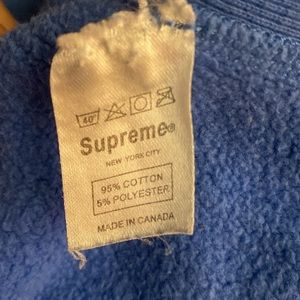 40°
Supreme®
NEW YORK CITY
95% COTTON
5% POLYESTER
MADE IN CANADA